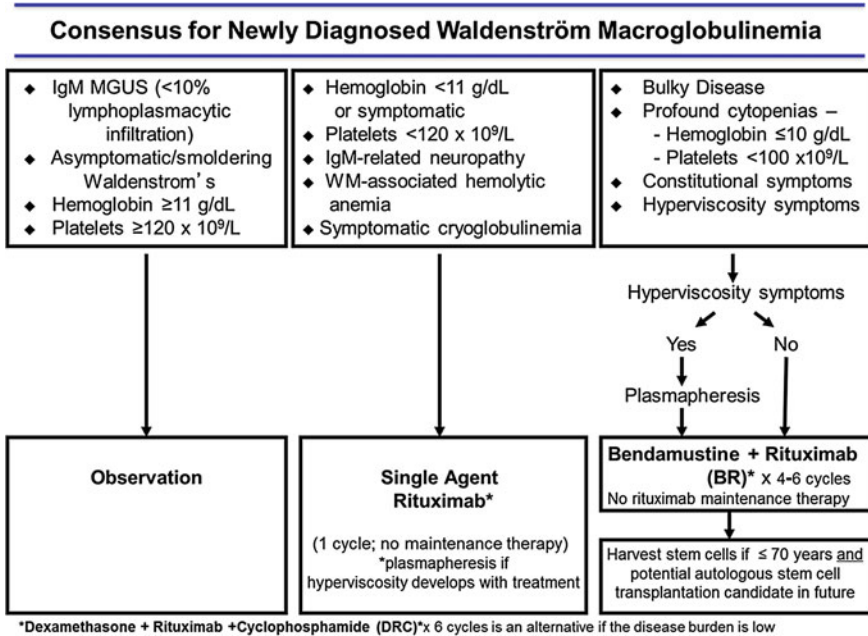 Consensus for Newly Diagnosed Waldenström Macroglobulinemia
◆ IgM MGUS (<10%
lymphoplasmacytic
infiltration)
◆ Asymptomatic/smoldering
Waldenstrom's
◆ Hemoglobin ≥11 g/dL
◆ Platelets ≥120 x 10⁹/L
◆ Hemoglobin <11 g/dL
or symptomatic
◆ Platelets <120 x 10⁹/L
◆ IgM-related neuropathy
◆ WM-associated hemolytic
anemia
◆ Symptomatic cryoglobulinemia
◆ Bulky Disease
◆ Profound cytopenias –
- Hemoglobin ≤10 g/dL
- Platelets <100 x10⁹/L
◆ Constitutional symptoms
◆ Hyperviscosity symptoms
Hyperviscosity symptoms
Yes No
Plasmapheresis
Observation
Single Agent
Rituximab*
(1 cycle; no maintenance therapy)
*plasmapheresis if
hyperviscosity develops with treatment
Bendamustine + Rituximab
(BR)* x 4-6 cycles
No rituximab maintenance therapy
Harvest stem cells if ≤ 70 years and
potential autologous stem cell
transplantation candidate in future
*Dexamethasone + Rituximab +Cyclophosphamide (DRC)*x 6 cycles is an alternative if the disease burden is low